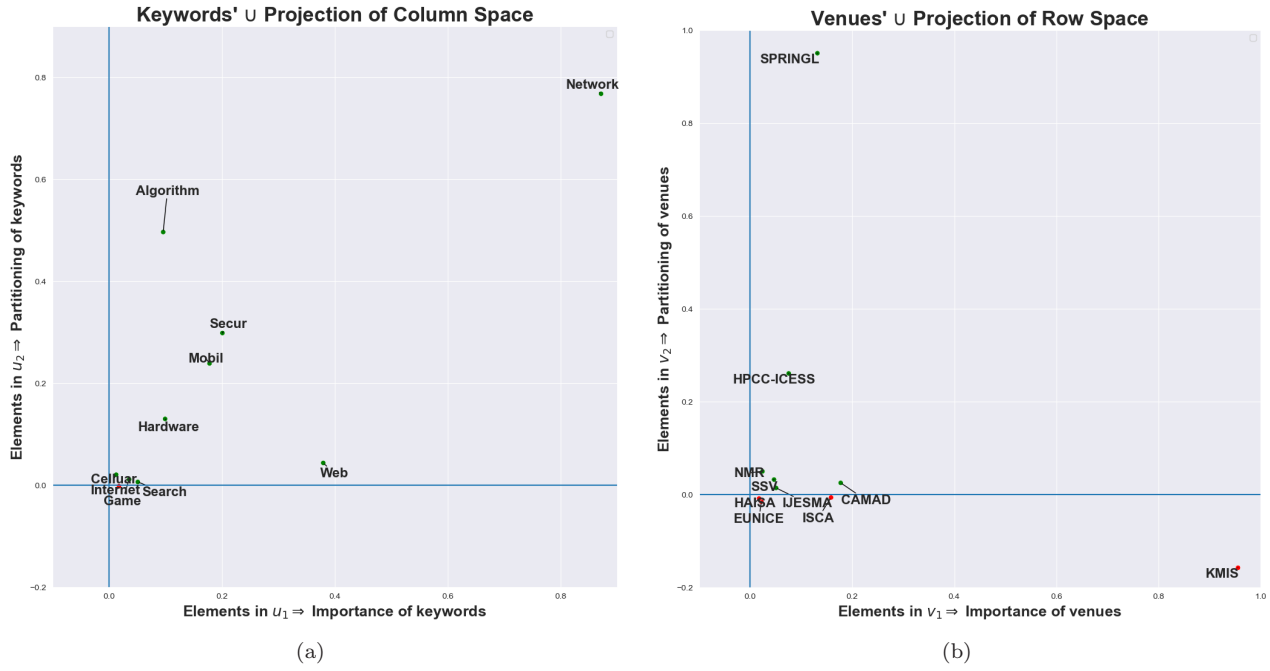 Keywords' ∪ Projection of Column Space
Elements in u₂⇒ Partitioning of keywords
0.8
0.6
0.4
0.2
0.0
−0.2
Network
Algorithm
Secur
Mobil
Hardware
Web
Celluar
Internet
Search
Game
0.0 0.2 0.4 0.6 0.8
Elements in u₁⇒ Importance of keywords
(a)
Venues' ∪ Projection of Row Space
Elements in v₂⇒ Partitioning of venues
1.0
0.8
0.6
0.4
0.2
0.0
−0.2
SPRINGL
HPCC-ICESS
NMR
SSV
HAISA
IJESMA
CAMAD
EUNICE
ISCA
KMIS
0.0 0.2 0.4 0.6 0.8 1.0
Elements in v₁⇒ Importance of venues
(b)